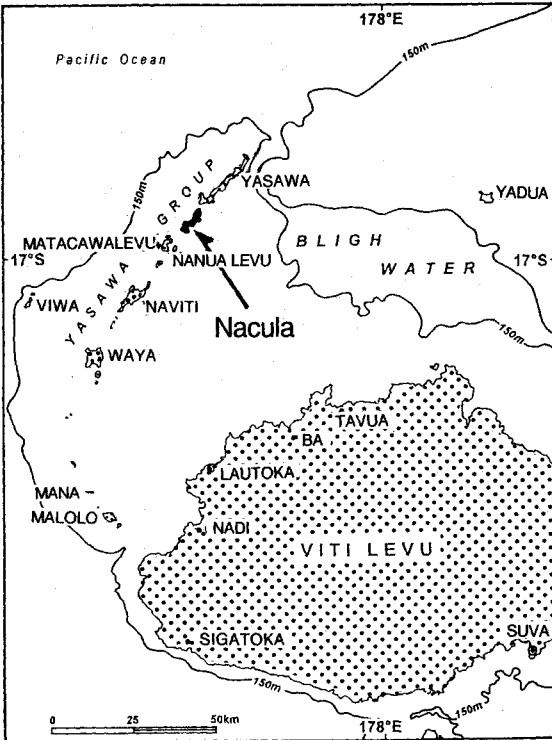 178°E
150m
Pacific Ocean
150m
YASAWA
YADUA
YASAWA GROUP
MATACAWALEVU
BLIGH
WATER
17°S
NANUA LEVU
17°S
VIWA
NAVITI
Nacula
150m
WAYA
TAVUA
BA
LAUTOKA
MANA
MALOLO
NADI
VITI LEVU
SIGATOKA
SUVA
150m
150m
0 25 50km
178°E